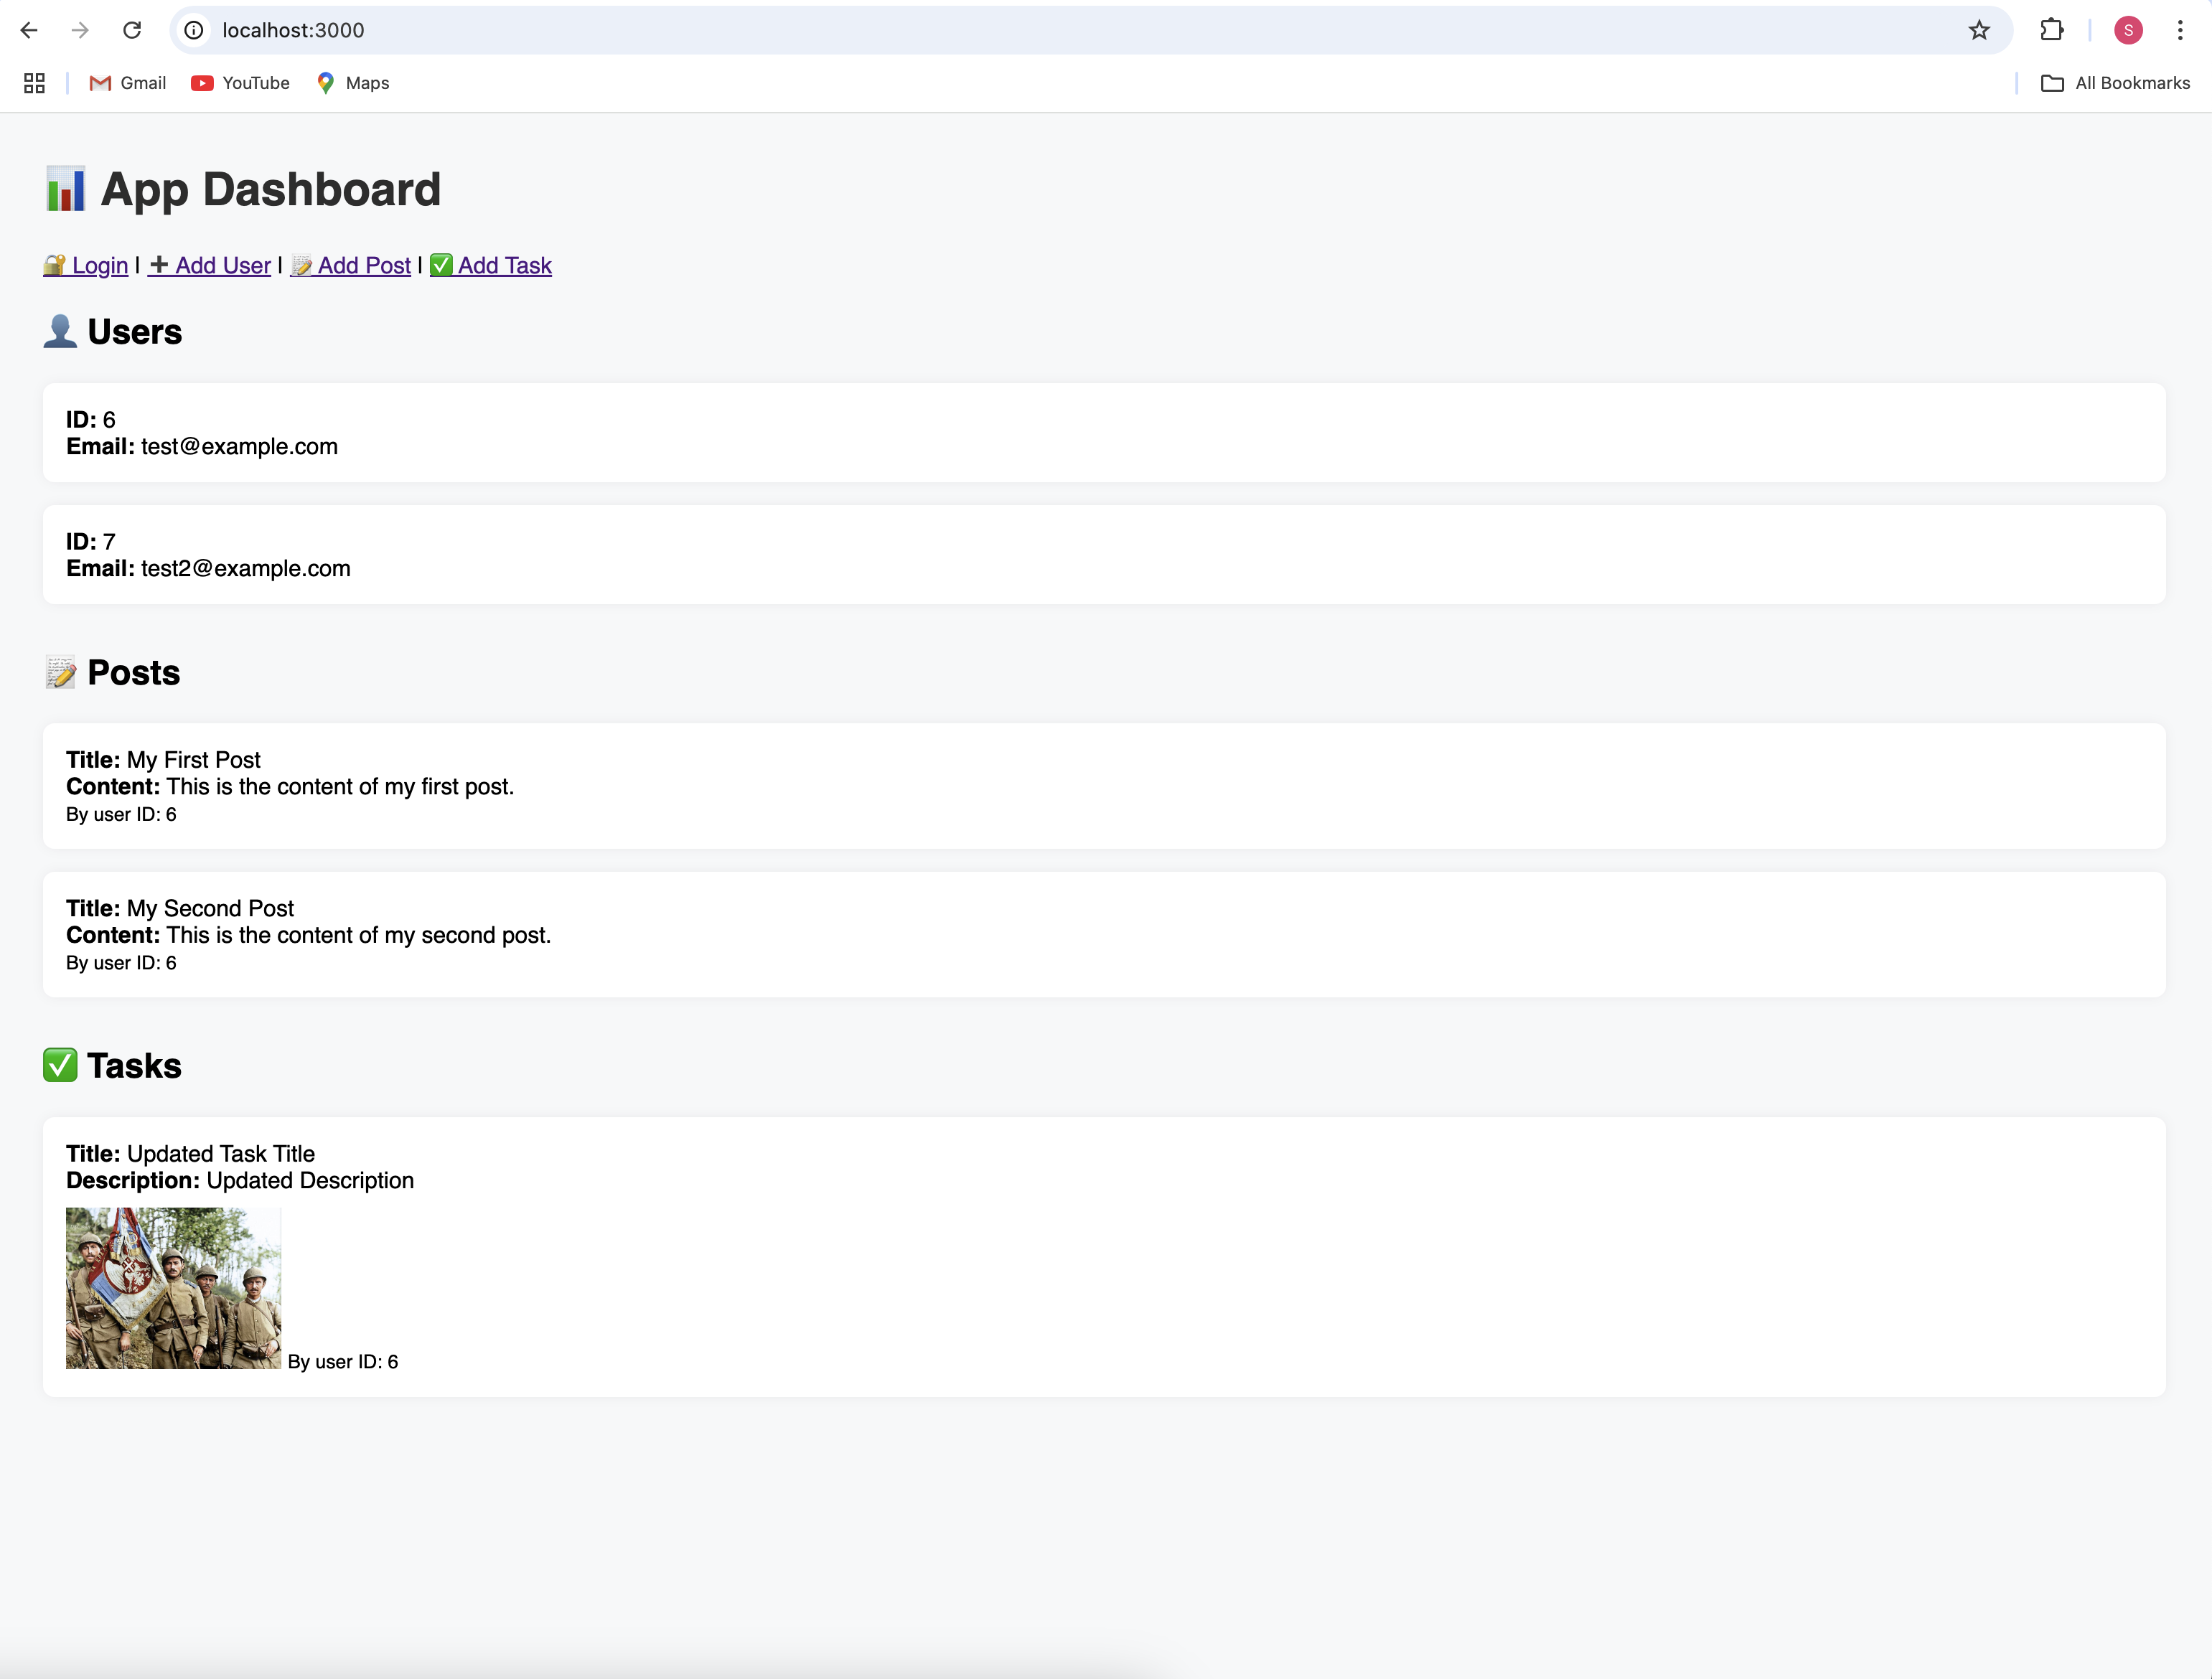 localhost:3000
S
Gmail
YouTube
Maps
All Bookmarks
📊 App Dashboard
🔐 Login | ➕ Add User | 📝 Add Post | ✅ Add Task
👤 Users
ID: 6
Email: test@example.com
ID: 7
Email: test2@example.com
📝 Posts
Title: My First Post
Content: This is the content of my first post.
By user ID: 6
Title: My Second Post
Content: This is the content of my second post.
By user ID: 6
✅ Tasks
Title: Updated Task Title
Description: Updated Description
By user ID: 6